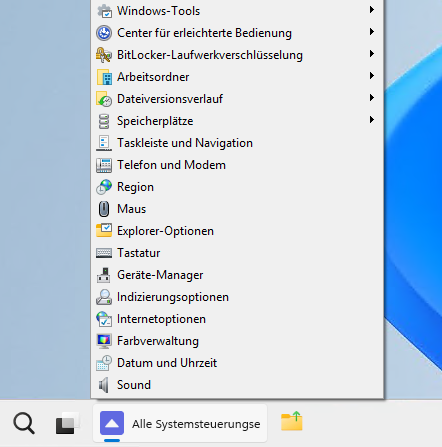 Windows-Tools
Center für erleichterte Bedienung
BitLocker-Laufwerkverschlüsselung
Arbeitsordner
Dateiversionsverlauf
Speicherplätze
Taskleiste und Navigation
Telefon und Modem
Region
Maus
Explorer-Optionen
Tastatur
Geräte-Manager
Indizierungsoptionen
Internetoptionen
Farbverwaltung
Datum und Uhrzeit
Sound
Alle Systemsteuerungse